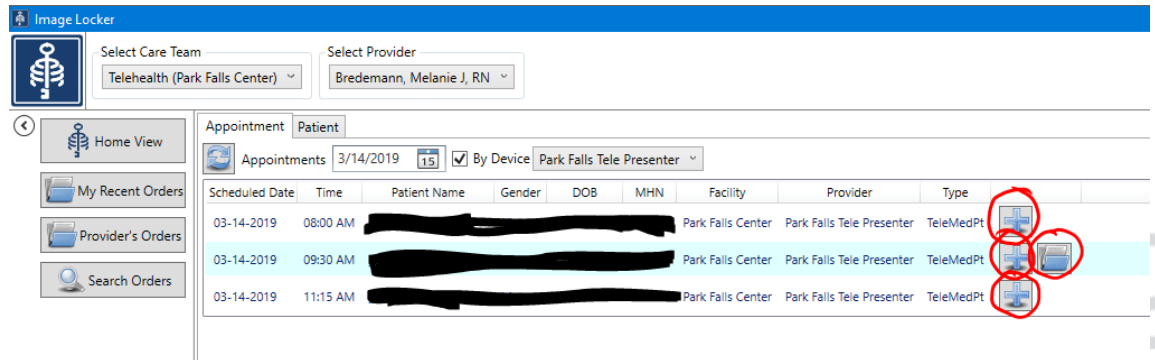 Image Locker
Select Care Team
Select Provider
Telehealth (Park Falls Center)
Bredemann, Melanie J, RN
Home View
My Recent Orders
Provider's Orders
Search Orders
Appointment Patient
Appointments 3/14/2019 15 By Device Park Falls Tele Presenter
Scheduled Date Time Patient Name Gender DOB MHN Facility Provider Type
03-14-2019 08:00 AM Park Falls Center Park Falls Tele Presenter TeleMedPt
03-14-2019 09:30 AM Park Falls Center Park Falls Tele Presenter TeleMedPt
03-14-2019 11:15 AM Park Falls Center Park Falls Tele Presenter TeleMedPt